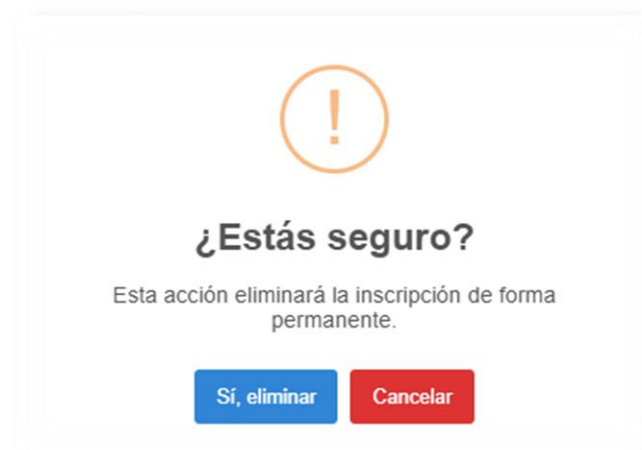 !
¿Estás seguro?
Esta acción eliminará la inscripción de forma
permanente.
Sí, eliminar Cancelar